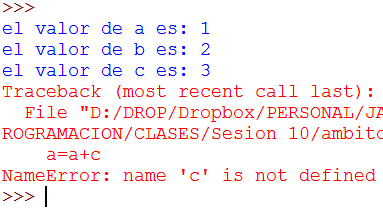 >>>
el valor de a es: 1
el valor de b es: 2
el valor de c es: 3
Traceback (most recent call last):
File "D:/DROP/Dropbox/PERSONAL/JA
ROGRAMACION/CLASES/Sesion 10/ambito
a=a+c
NameError: name 'c' is not defined
>>>